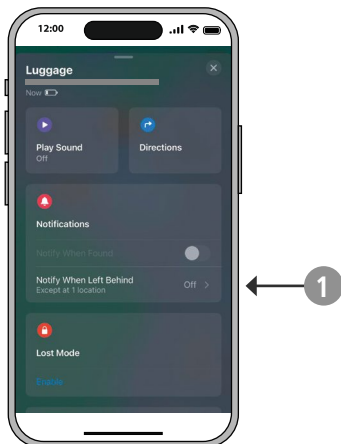 12:00
Luggage
Now
Play Sound
Off
Directions
Notifications
Notify When Found
Notify When Left Behind
Except at 1 location
Off
Lost Mode
Enable
1